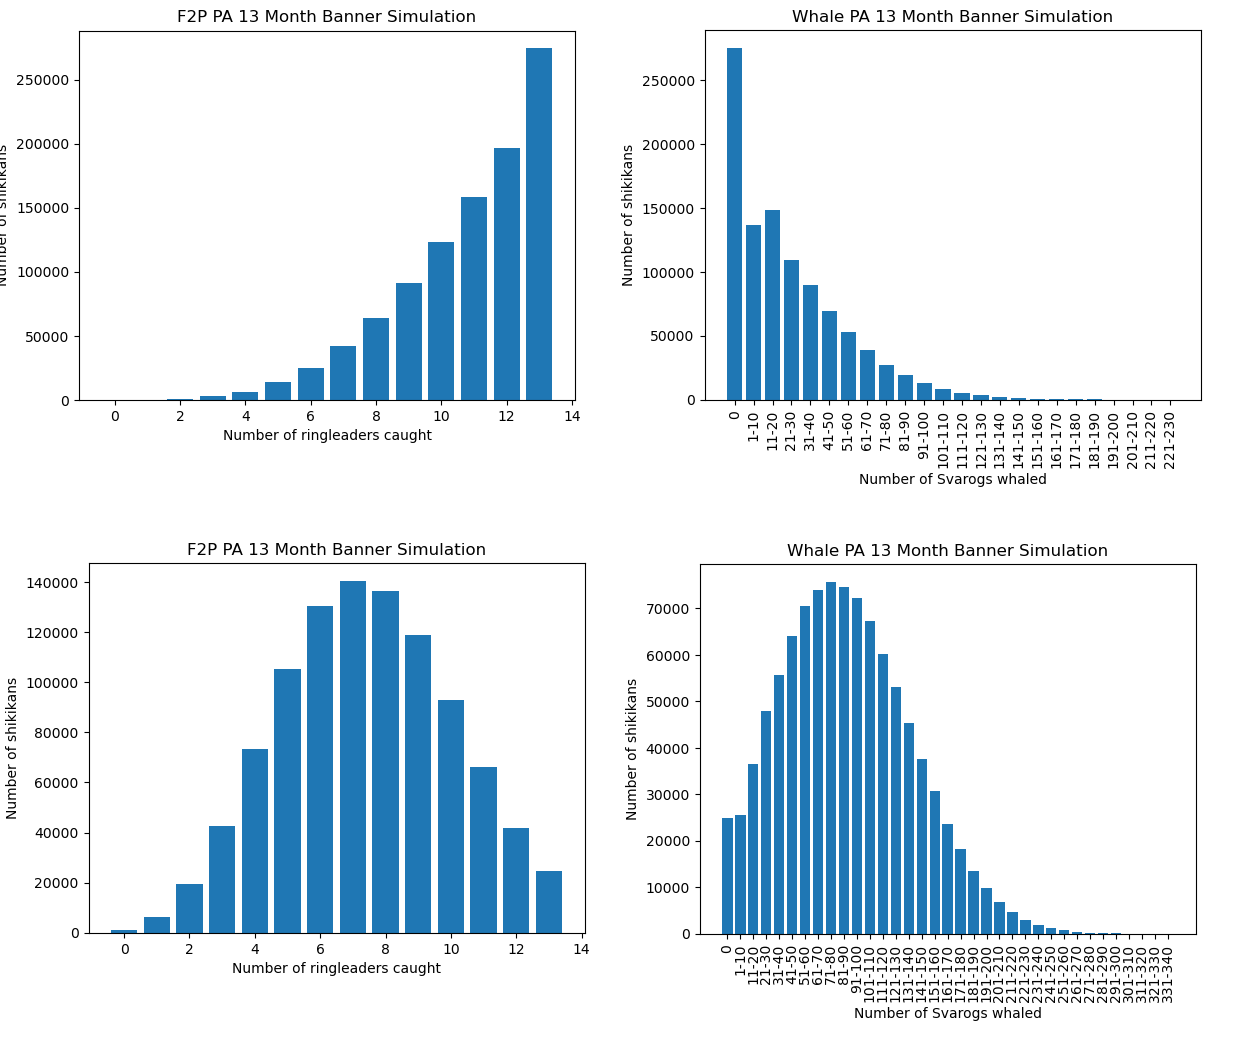 F2P PA 13 Month Banner Simulation
Number of shikikans
250000
200000
150000
100000
50000
0
0 2 4 6 8 10 12 14
Number of ringleaders caught
Whale PA 13 Month Banner Simulation
Number of shikikans
250000
200000
150000
100000
50000
0
0 1-10 11-20 21-30 31-40 41-50 51-60 61-70 71-80 81-90 91-100 101-110 111-120 121-130 131-140 141-150 151-160 161-170 171-180 181-190 191-200 201-210 211-220 221-230
Number of Svarogs whaled
F2P PA 13 Month Banner Simulation
Number of shikikans
140000
120000
100000
80000
60000
40000
20000
0
0 2 4 6 8 10 12 14
Number of ringleaders caught
Whale PA 13 Month Banner Simulation
Number of shikikans
70000
60000
50000
40000
30000
20000
10000
0
0 1-10 11-20 21-30 31-40 41-50 51-60 61-70 71-80 81-90 91-100 101-110 111-120 121-130 131-140 141-150 151-160 161-170 171-180 181-190 191-200 201-210 211-220 221-230 231-240 241-250 251-260 261-270 271-280 281-290 291-300 301-310 311-320 321-330 331-340
Number of Svarogs whaled